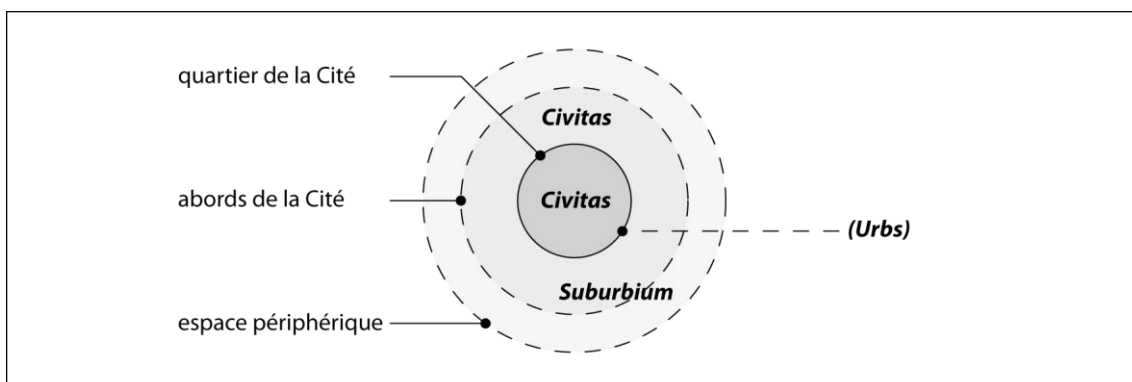 quartier de la Cité
Civitas
abords de la Cité
Civitas
(Urbs)
Suburbium
espace périphérique